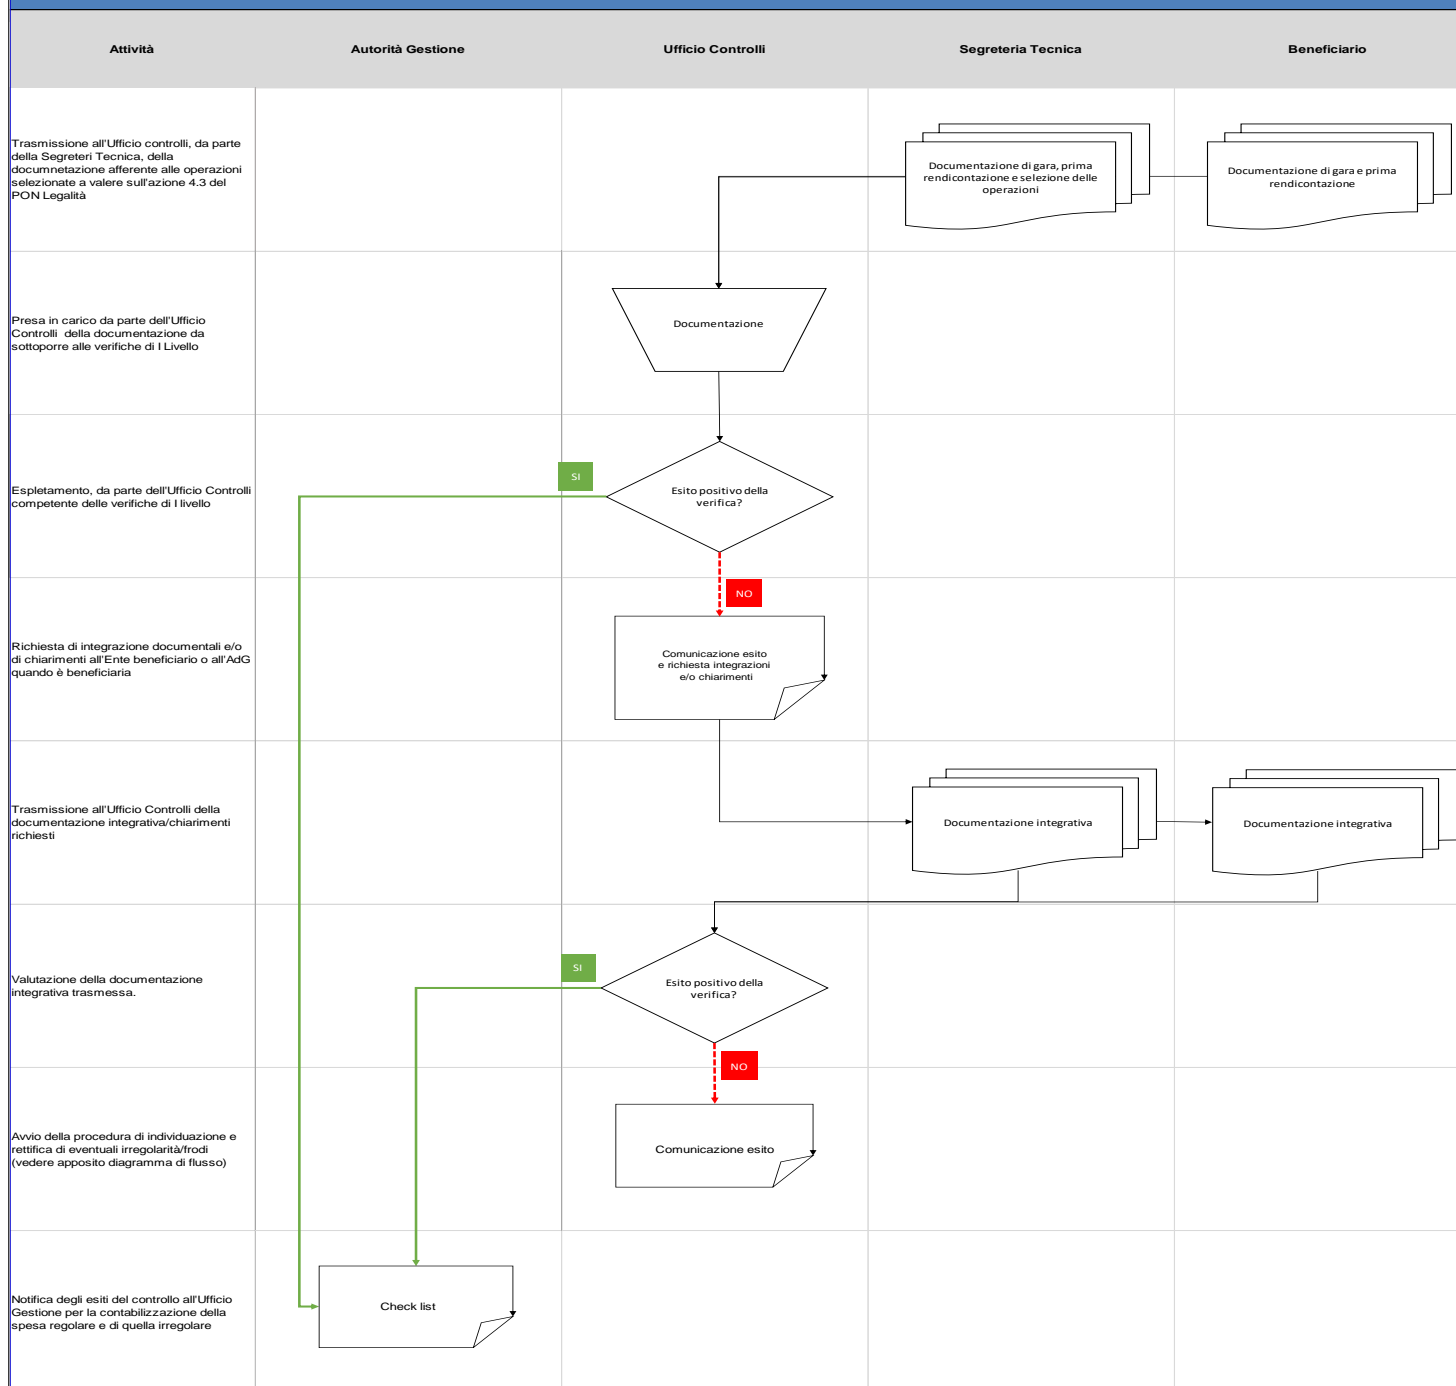 Attività
Autorità Gestione
Ufficio Controlli
Segreteria Tecnica
Beneficiario
Trasmissione all'Ufficio controlli, da parte
della Segreteri Tecnica, della
documnetazione afferente alle operazioni
selezionate a valere sull'azione 4.3 del
PON Legalità
Documentazione di gara, prima
rendicontazione e selezione delle
operazioni
Documentazione di gara e prima
rendicontazione
Presa in carico da parte dell'Ufficio
Controlli della documentazione da
sottoporre alle verifiche di I Livello
Documentazione
Espletamento, da parte dell'Ufficio Controlli
competente delle verifiche di I livello
SI
Esito positivo della
verifica?
NO
Richiesta di integrazione documentali e/o
di chiarimenti all'Ente beneficiario o all'AdG
quando è beneficiaria
Comunicazione esito
e richiesta integrazioni
e/o chiarimenti
Trasmissione all'Ufficio Controlli della
documentazione integrativa/chiarimenti
richiesti
Documentazione integrativa
Documentazione integrativa
Valutazione della documentazione
integrativa trasmessa.
SI
Esito positivo della
verifica?
NO
Avvio della procedura di individuazione e
rettifica di eventuali irregolarità/frodi
(vedere apposito diagramma di flusso)
Comunicazione esito
Notifica degli esiti del controllo all'Ufficio
Gestione per la contabilizzazione della
spesa regolare e di quella irregolare
Check list